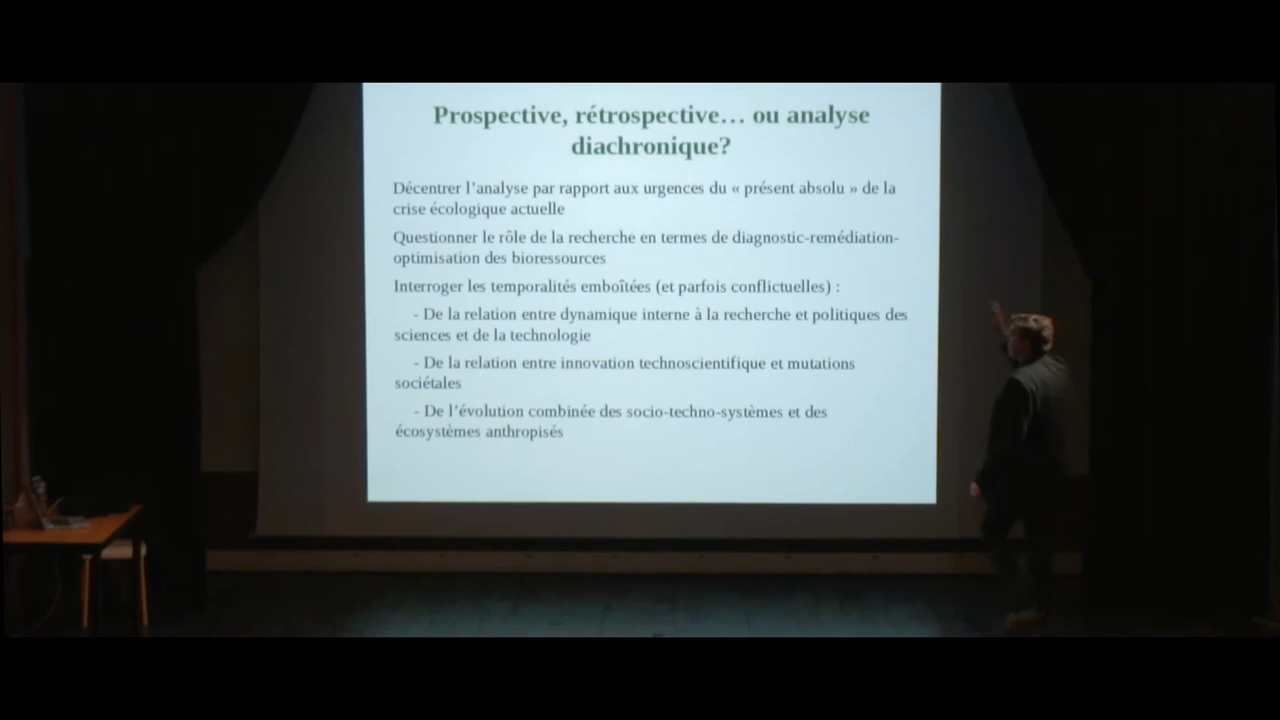 Prospective, rétrospective… ou analyse
diachronique?
Décentrer l’analyse par rapport aux urgences du « présent absolu » de la
crise écologique actuelle
Questionner le rôle de la recherche en termes de diagnostic-remédiation-
optimisation des bioressources
Interroger les temporalités emboîtées (et parfois conflictuelles) :
- De la relation entre dynamique interne à la recherche et politiques des
sciences et de la technologie
- De la relation entre innovation technoscientifique et mutations
sociétales
- De l’évolution combinée des socio-techno-systèmes et des
écosystèmes anthropisés